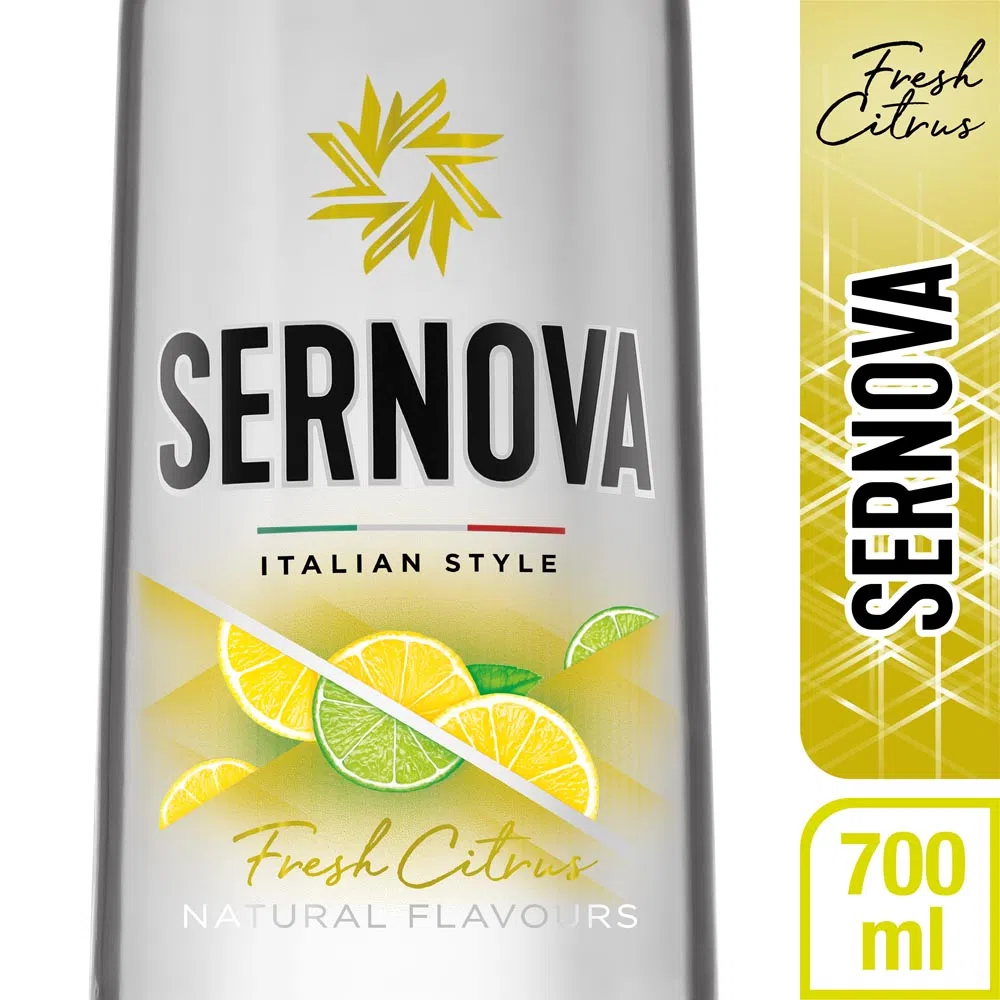 SERNOVA
ITALIAN STYLE
Fresh Citrus
NATURAL FLAVOURS
Fresh
Citrus
SERNOVA
700
ml